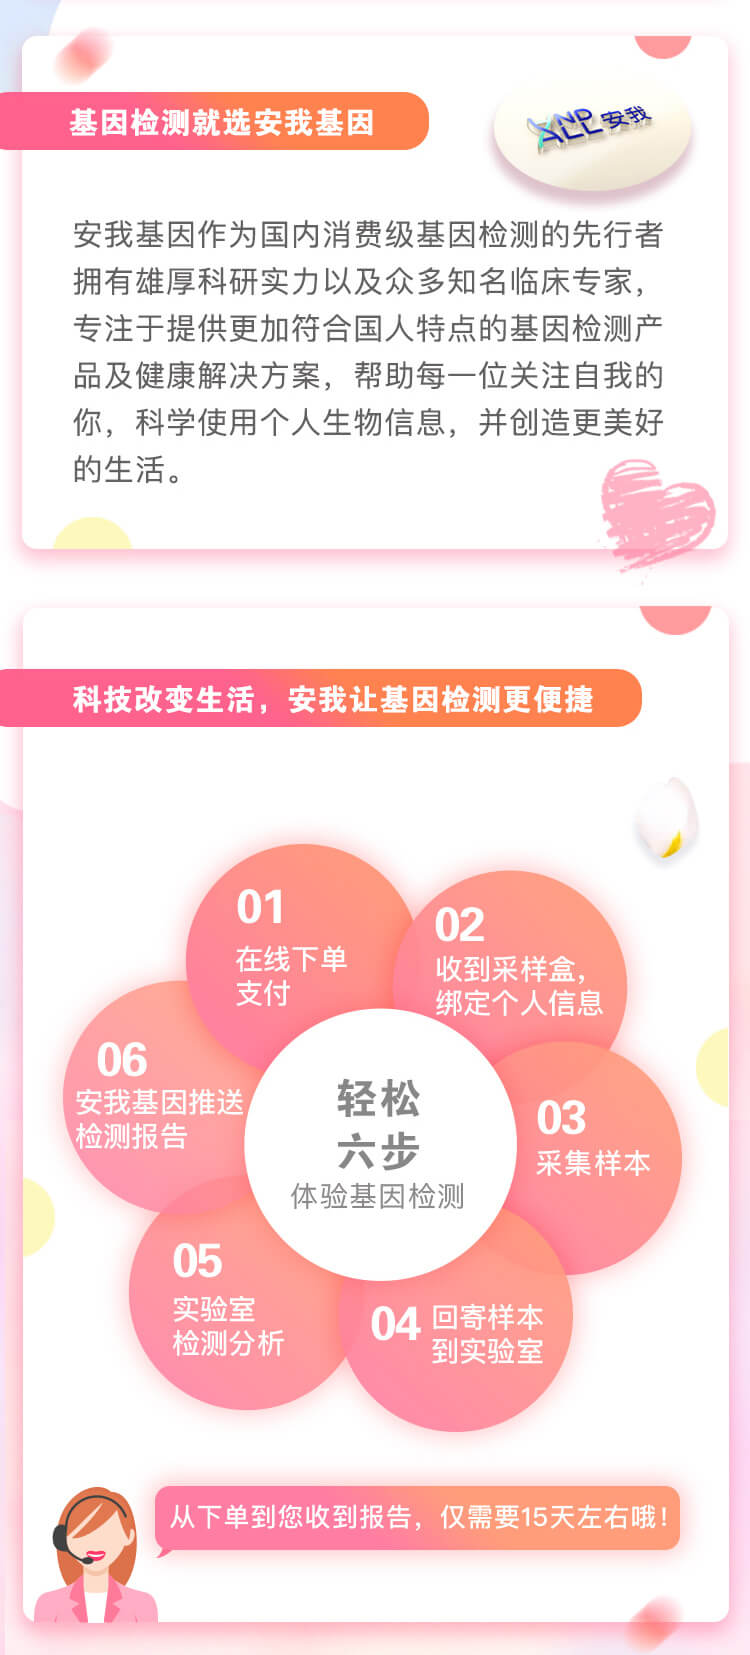 基因检测就选安我基因
AND
ALL安我
安我基因作为国内消费级基因检测的先行者
拥有雄厚科研实力以及众多知名临床专家，
专注于提供更加符合国人特点的基因检测产
品及健康解决方案，帮助每一位关注自我的
你，科学使用个人生物信息，并创造更美好
的生活。
科技改变生活，安我让基因检测更便捷
01
在线下单
支付
02
收到采样盒，
绑定个人信息
03
采集样本
04
回寄样本
到实验室
05
实验室
检测分析
06
安我基因推送
检测报告
轻松
六步
体验基因检测
从下单到您收到报告，仅需要15天左右哦！